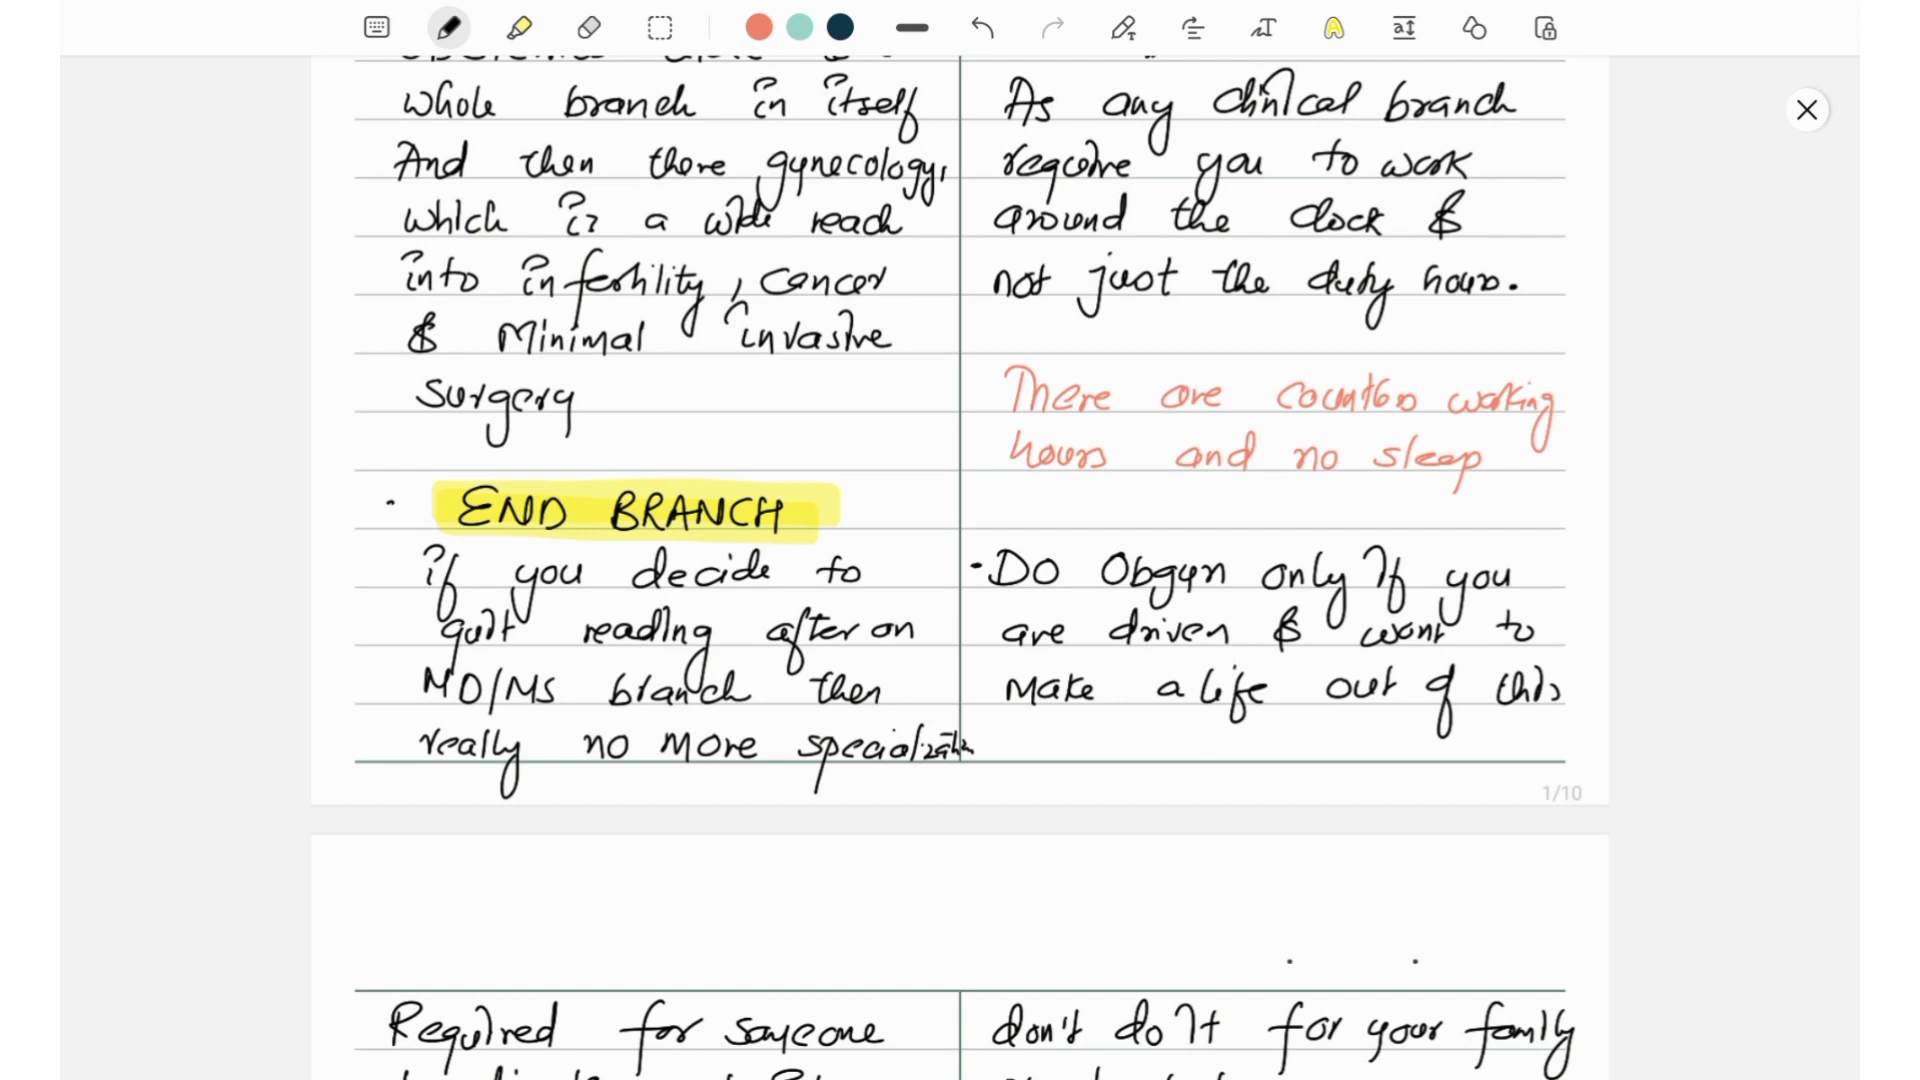 whole branch in itself
And then there gynecology,
which is a wide reach
into infertility, cancer
& Minimal invasive
surgery
· END BRANCH
if you decide to
quit reading after on
MD/MS branch then
really no more specialization
As any clinical branch
require you to work
around the clock &
not just the duty hours.
There are countless working
hours and no sleep
· Do Obgyn only if you
are driven & want to
make a life out of this
1/10
Required for someone
don't do it for your family